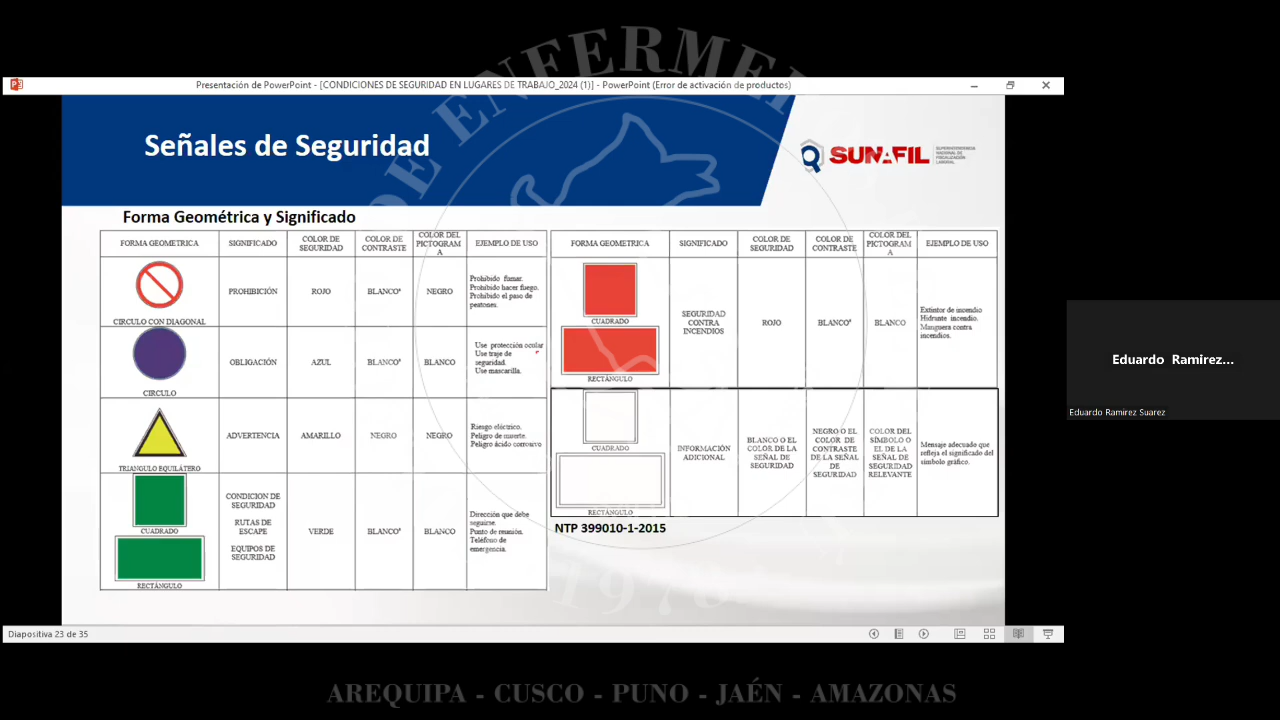 DE ENFERMER
Presentación de PowerPoint - [CONDICIONES DE SEGURIDAD EN LUGARES DE TRABAJO_2024 (1)] - PowerPoint (Error de activación de productos)
Señales de Seguridad
SUNAFIL
SUPERINTENDENCIA
NACIONAL DE
FISCALIZACIÓN
LABORAL
Forma Geométrica y Significado
FORMA GEOMETRICA
SIGNIFICADO
COLOR DE
SEGURIDAD
COLOR DE
CONTRASTE
COLOR DEL
PICTOGRAM
A
EJEMPLO DE USO
CIRCULO CON DIAGONAL
PROHIBICIÓN
ROJO
BLANCO*
NEGRO
Prohibido fumar.
Prohibido hacer fuego.
Prohibido el paso de
peatones.
CIRCULO
OBLIGACIÓN
AZUL
BLANCO*
BLANCO
Use protección ocular
Use traje de
seguridad.
Use mascarilla.
TRIANGULO EQUILÁTERO
ADVERTENCIA
AMARILLO
NEGRO
NEGRO
Riesgo eléctrico.
Peligro de muerte.
Peligro ácido corrosivo
CUADRADO
RECTÁNGULO
CONDICION DE
SEGURIDAD
RUTAS DE
ESCAPE
EQUIPOS DE
SEGURIDAD
VERDE
BLANCO*
BLANCO
Dirección que debe
seguirse.
Punto de reunión.
Teléfono de
emergencia.
FORMA GEOMETRICA
SIGNIFICADO
COLOR DE
SEGURIDAD
COLOR DE
CONTRASTE
COLOR DEL
PICTOGRAM
A
EJEMPLO DE USO
CUADRADO
RECTÁNGULO
SEGURIDAD
CONTRA
INCENDIOS
ROJO
BLANCO*
BLANCO
Extintor de incendio
Hidrante incendio.
Manguera contra
incendios.
CUADRADO
RECTÁNGULO
INFORMACIÓN
ADICIONAL
BLANCO O EL
COLOR DE LA
SEÑAL DE
SEGURIDAD
NEGRO O EL
COLOR DE
CONTRASTE
DE LA SEÑAL
DE
SEGURIDAD
COLOR DEL
SÍMBOLO O
EL DE LA
SEÑAL DE
SEGURIDAD
RELEVANTE
Mensaje adecuado que
refleja el significado del
símbolo gráfico.
NTP 399010-1-2015
Eduardo Ramirez...
Eduardo Ramirez Suarez
Diapositiva 23 de 35
AREQUIPA - CUSCO - PUNO - JAÉN - AMAZONAS